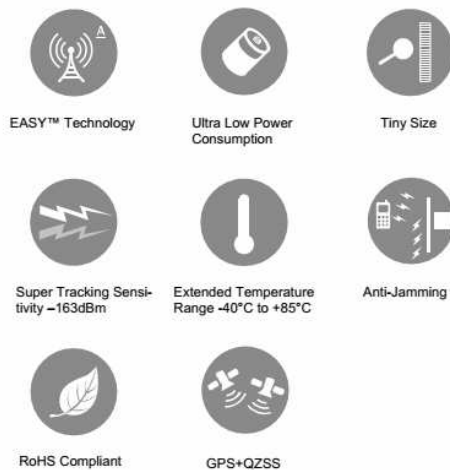 A
EASY™ Technology
Ultra Low Power
Consumption
Tiny Size
Super Tracking Sensi-
tivity –163dBm
Extended Temperature
Range -40°C to +85°C
Anti-Jamming
RoHS Compliant
GPS+QZSS